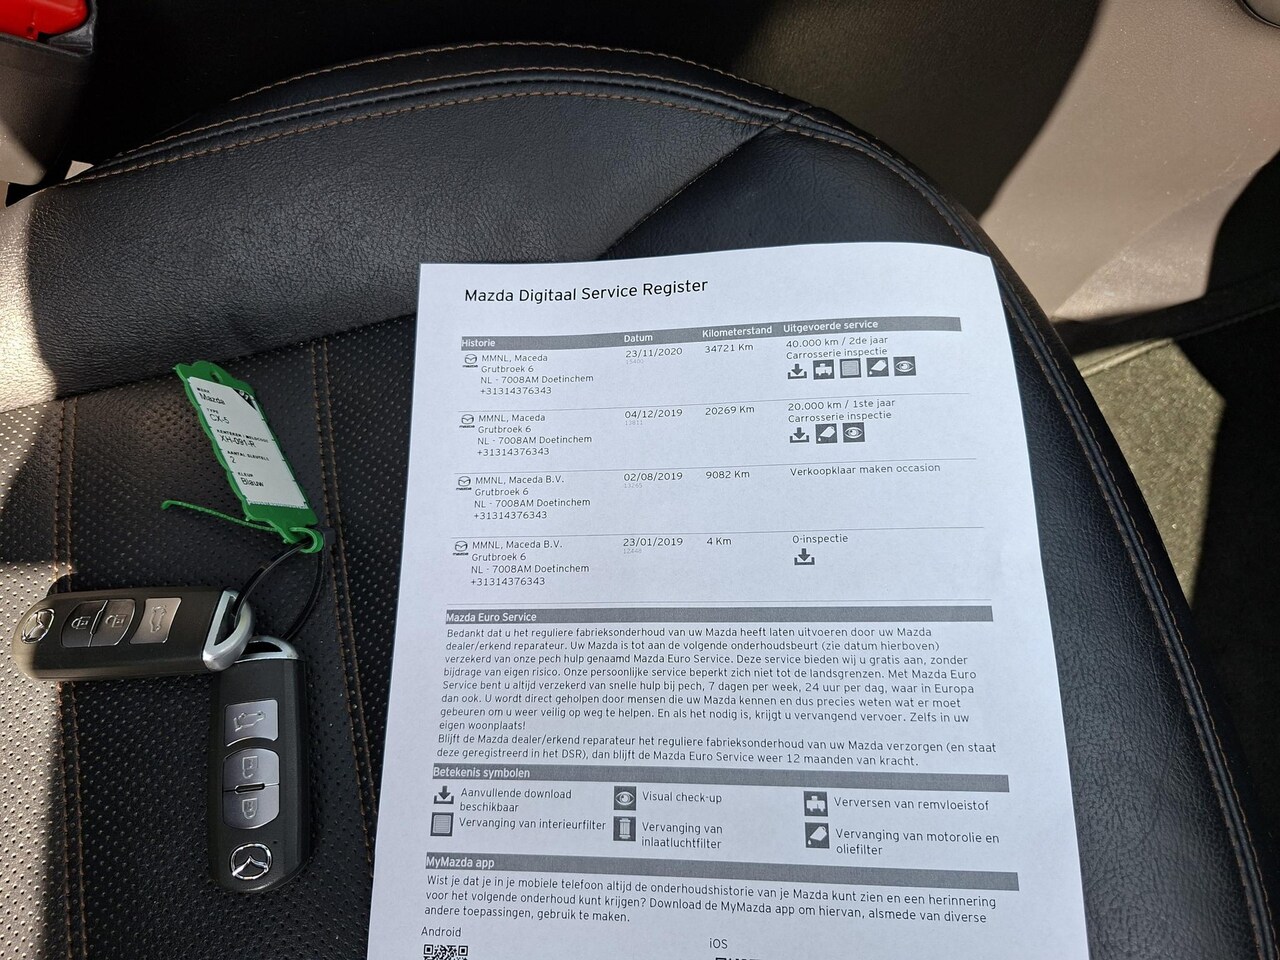 Mazda Digitaal Service Register
Historie Datum Kilometerstand Uitgevoerde service
MMNL, Maceda 23/11/2020 34721 Km 40.000 km / 2de jaar
Grutbroek 6 Carrosserie inspectie
NL - 7008AM Doetinchem
+31314376343
MMNL, Maceda 04/12/2019 20269 Km 20.000 km / 1ste jaar
Grutbroek 6 13811 Carrosserie inspectie
NL - 7008AM Doetinchem
+31314376343
MMNL, Maceda B.V. 02/08/2019 9082 Km Verkoopklaar maken occasion
Grutbroek 6
NL - 7008AM Doetinchem
+31314376343
MMNL, Maceda B.V. 23/01/2019 4 Km 0-inspectie
Grutbroek 6
NL - 7008AM Doetinchem
+31314376343
Mazda Euro Service
Bedankt dat u het reguliere fabrieksonderhoud van uw Mazda heeft laten uitvoeren door uw Mazda
dealer/erkend reparateur. Uw Mazda is tot aan de volgende onderhoudsbeurt (zie datum hierboven)
verzekerd van onze pech hulp genaamd Mazda Euro Service. Deze service bieden wij u gratis aan, zonder
bijdrage van eigen risico. Onze persoonlijke service beperkt zich niet tot de landsgrenzen. Met Mazda Euro
Service bent u altijd verzekerd van snelle hulp bij pech, 7 dagen per week, 24 uur per dag, waar in Europa
dan ook. U wordt direct geholpen door mensen die uw Mazda kennen en dus precies weten wat er moet
gebeuren om u weer veilig op weg te helpen. En als het nodig is, krijgt u vervangend vervoer. Zelfs in uw
eigen woonplaats!
Blijft de Mazda dealer/erkend reparateur het reguliere fabrieksonderhoud van uw Mazda verzorgen (en staat
deze geregistreerd in het DSR), dan blijft de Mazda Euro Service weer 12 maanden van kracht.
Betekenis symbolen
Aanvullende download
beschikbaar
Visual check-up
Verversen van remvloeistof
Vervanging van interieurfilter
Vervanging van
inlaatluchtfilter
Vervanging van motorolie en
oliefilter
MyMazda app
Wist je dat je in je mobiele telefoon altijd de onderhoudshistorie van je Mazda kunt zien en een herinnering
voor het volgende onderhoud kunt krijgen? Download de MyMazda app om hiervan, alsmede van diverse
andere toepassingen, gebruik te maken.
Android
iOS
Mazda
TYPE
CX-5
XH-091-R
2
KLEUR
Blauw